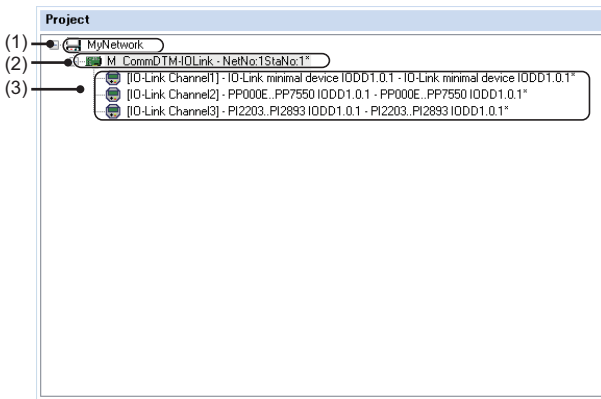 Project
(1) MyNetwork
(2) M CommDTM-IOLink - NetNo:1StaNo:1*
(3) [IO-Link Channel1] - IO-Link minimal device IODD1.0.1 - IO-Link minimal device IODD1.0.1*
[IO-Link Channel2] - PP000E..PP7550 IODD1.0.1 - PP000E..PP7550 IODD1.0.1*
[IO-Link Channel3] - PI2203..PI2893 IODD1.0.1 - PI2203..PI2893 IODD1.0.1*